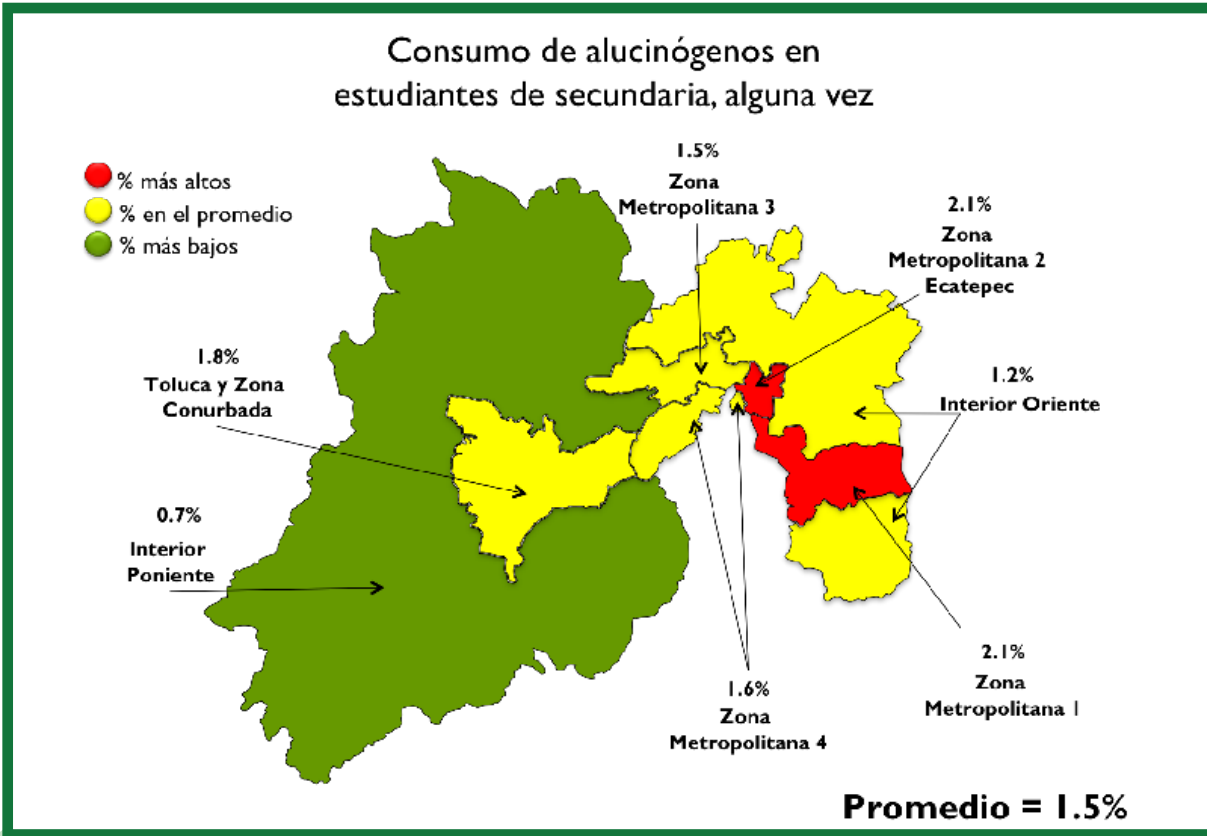 Consumo de alucinógenos en
estudiantes de secundaria, alguna vez
% más altos
% en el promedio
% más bajos
1.5%
Zona
Metropolitana 3
2.1%
Zona
Metropolitana 2
Ecatepec
1.8%
Toluca y Zona
Conurbada
1.2%
Interior Oriente
0.7%
Interior
Poniente
1.6%
Zona
Metropolitana 4
2.1%
Zona
Metropolitana 1
Promedio = 1.5%